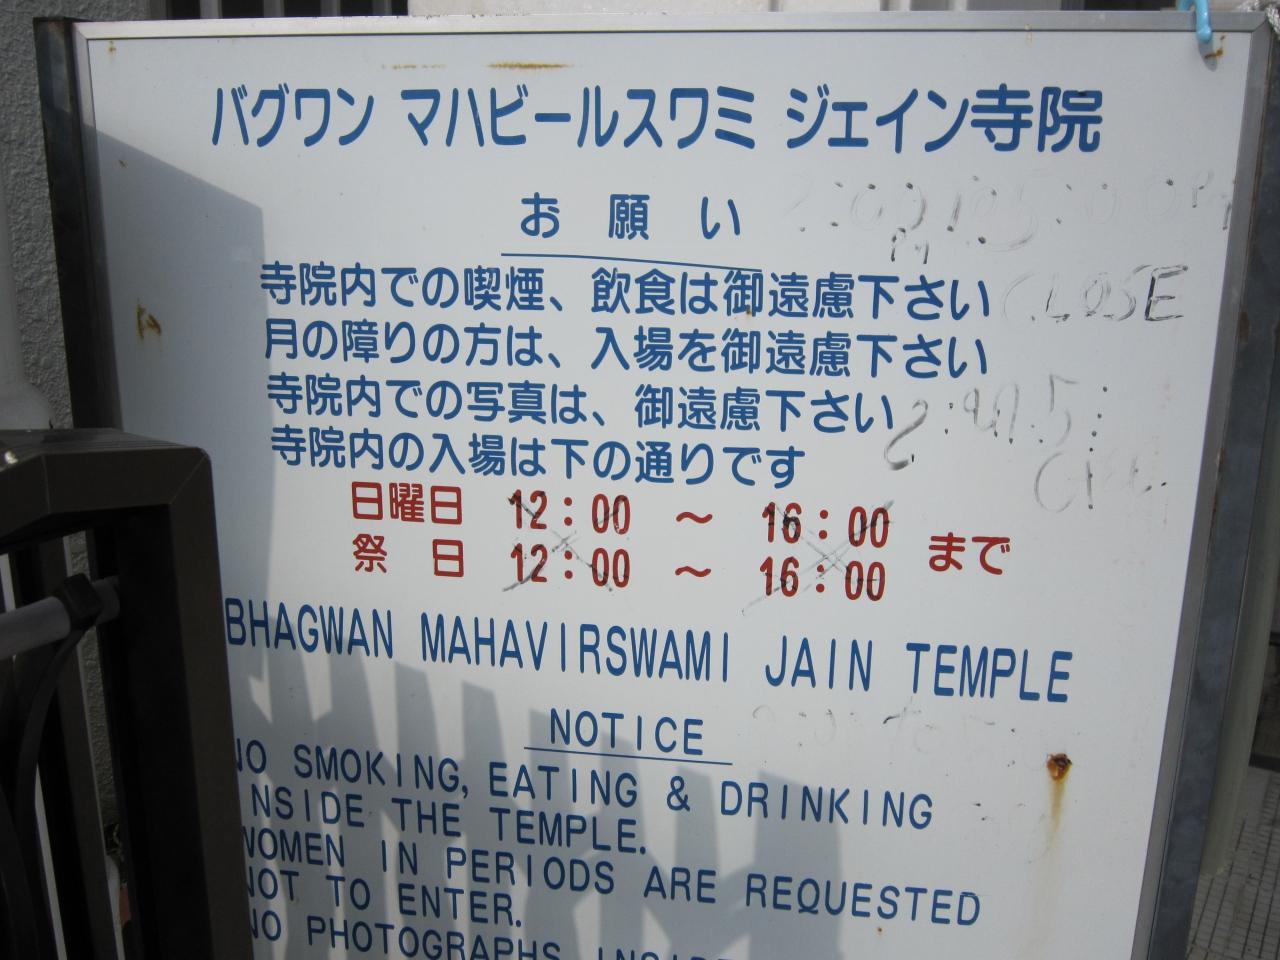 バグワン マハビールスワミ ジェイン寺院
お 願 い
寺院内での喫煙、飲食は御遠慮下さい
CLOSE
月の障りの方は、入場を御遠慮下さい
寺院内での写真は、御遠慮下さい
寺院内の入場は下の通りです
日曜日 12:00 ～ 16:00 まで
祭 日 12:00 ～ 16:00
BHAGWAN MAHAVIRSWAMI JAIN TEMPLE
NOTICE
NO SMOKING, EATING & DRINKING
INSIDE THE TEMPLE.
WOMEN IN PERIODS ARE REQUESTED
NOT TO ENTER.
NO PHOTOGRAPHS